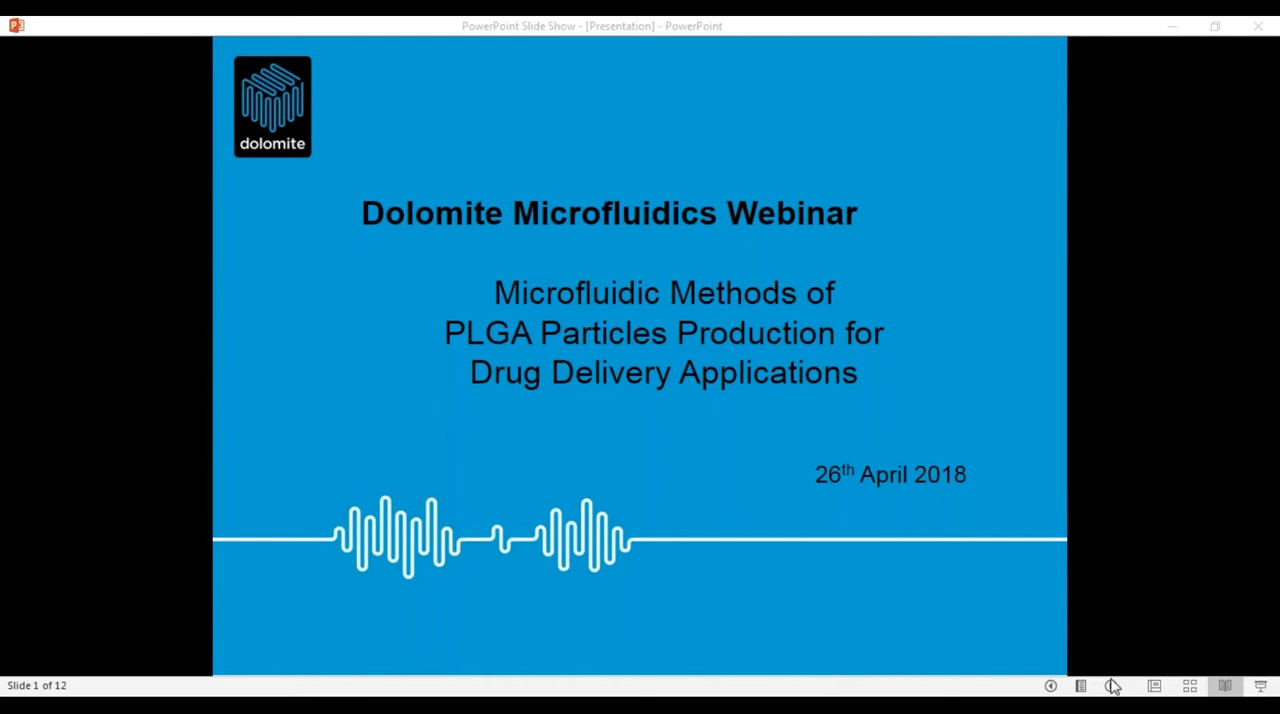 PowerPoint Slide Show - [Presentation] - PowerPoint
dolomite
Dolomite Microfluidics Webinar
Microfluidic Methods of
PLGA Particles Production for
Drug Delivery Applications
26th April 2018
Slide 1 of 12